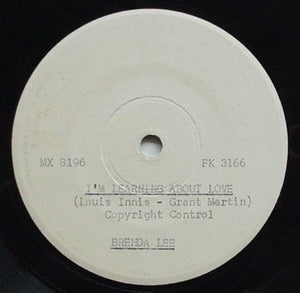 MX 8196 FK 3166
I'M LEARNING ABOUT LOVE
(Louis Innis - Grant Martin)
Copyright Control
BRENDA LEE